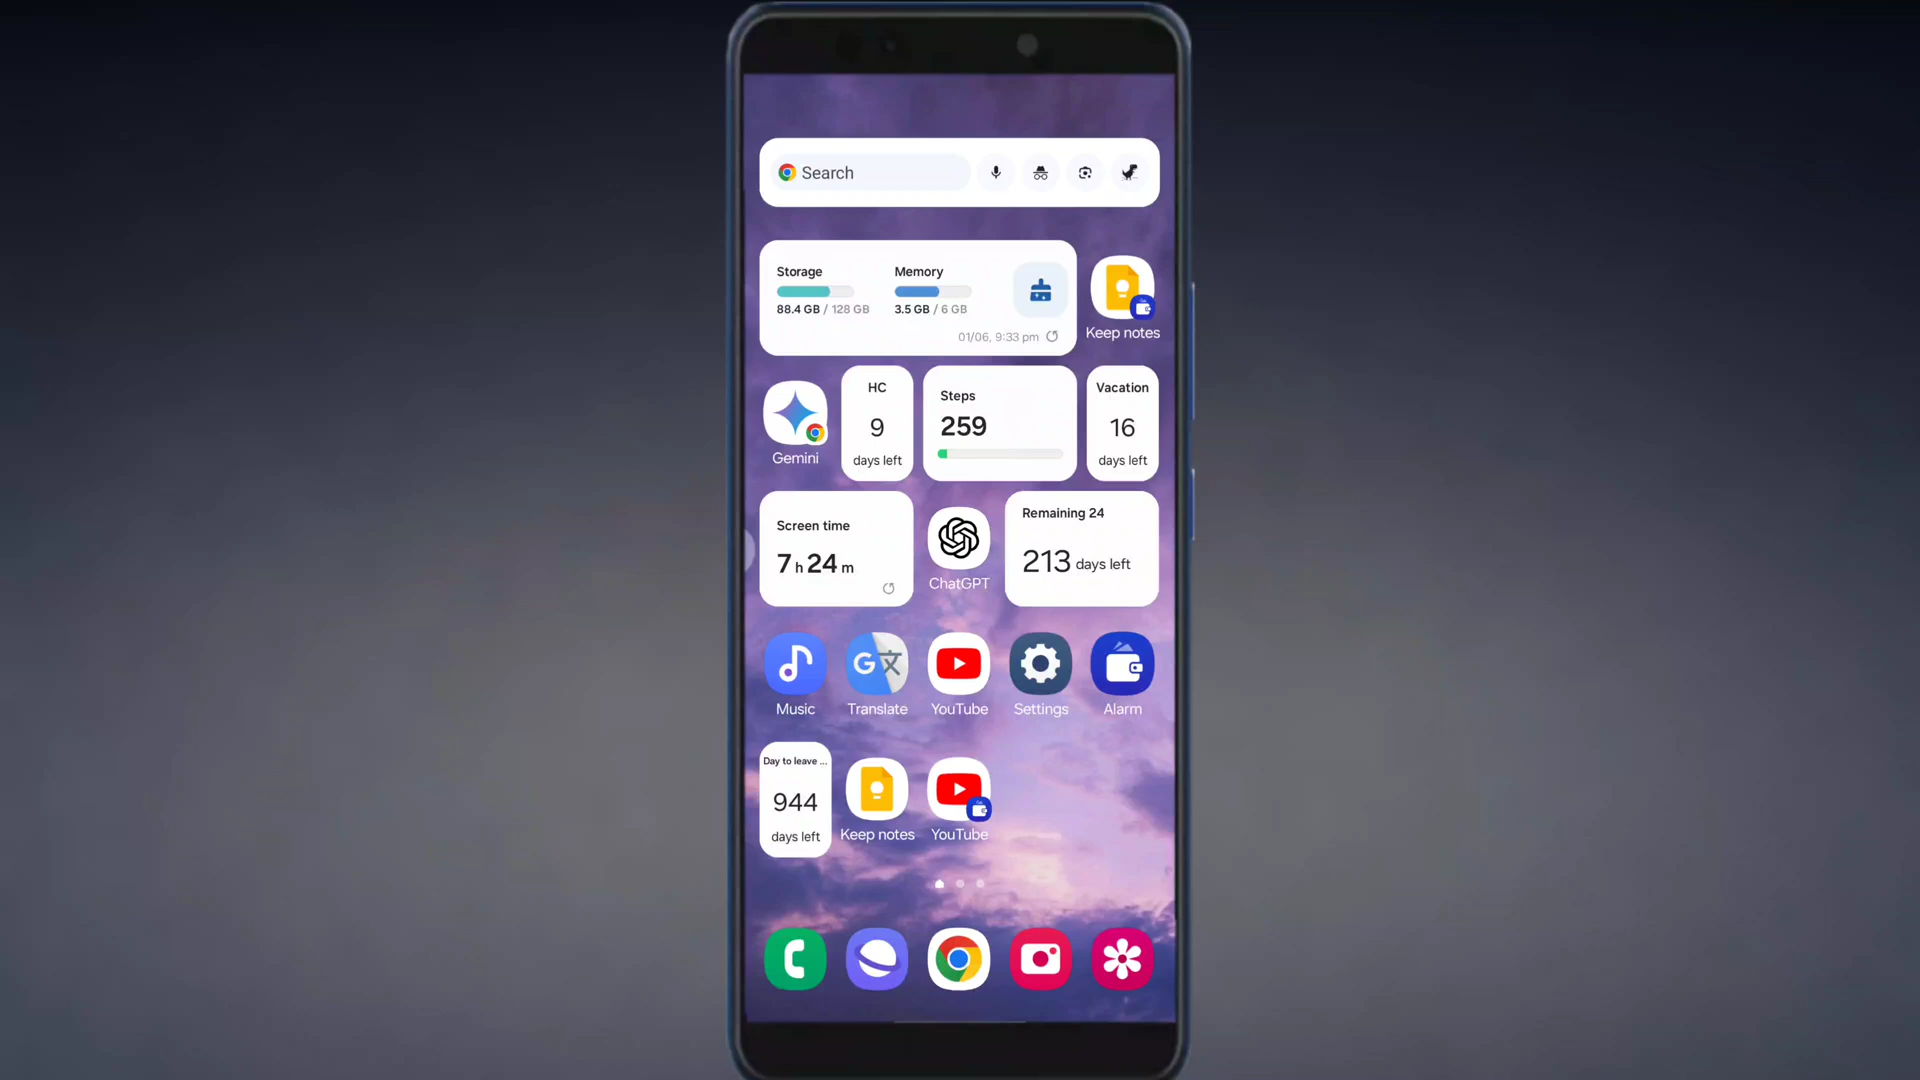 Search
Storage
Memory
88.4 GB / 128 GB
3.5 GB / 6 GB
01/06, 9:33 pm
Keep notes
Gemini
HC
9
days left
Steps
259
Vacation
16
days left
Screen time
7 h 24 m
ChatGPT
Remaining 24
213 days left
Music
Translate
YouTube
Settings
Alarm
Day to leave ...
944
days left
Keep notes
YouTube